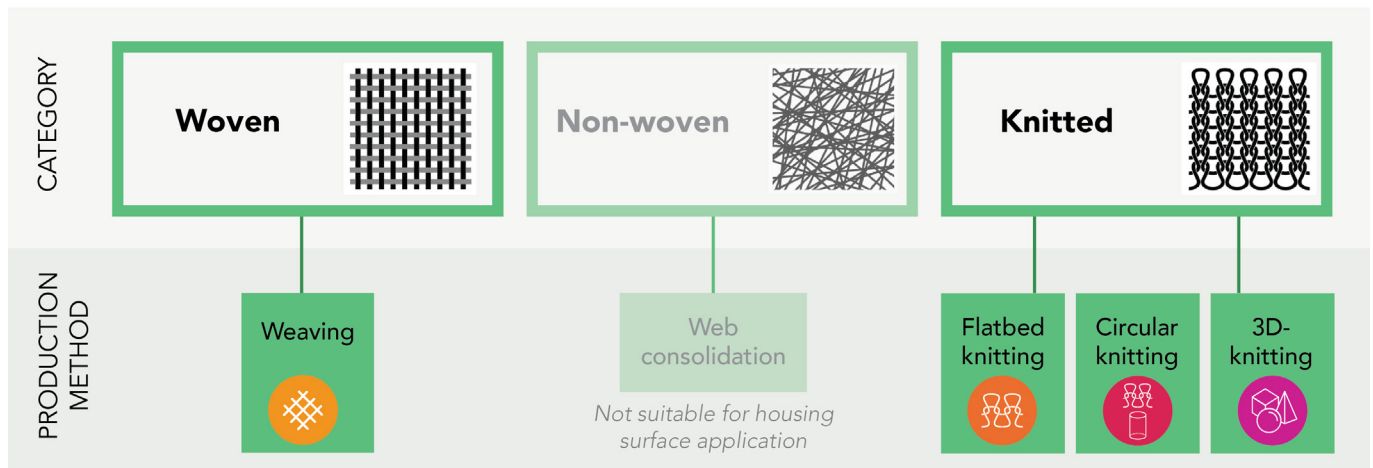 CATEGORY
Woven
Non-woven
Knitted
PRODUCTION
METHOD
Weaving
Web
consolidation
Not suitable for housing
surface application
Flatbed
knitting
Circular
knitting
3D-
knitting